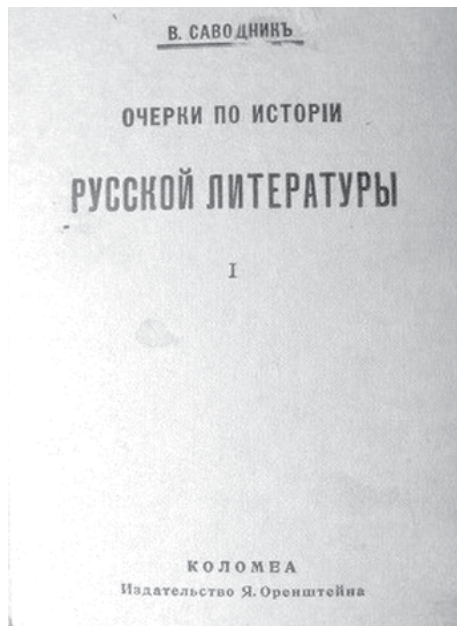 В. САВОДНИКЪ
ОЧЕРКИ ПО ИСТОРІИ
РУССКОЙ ЛИТЕРАТУРЫ
I
КОЛОМЕА
Издательство Я. Оренштейна